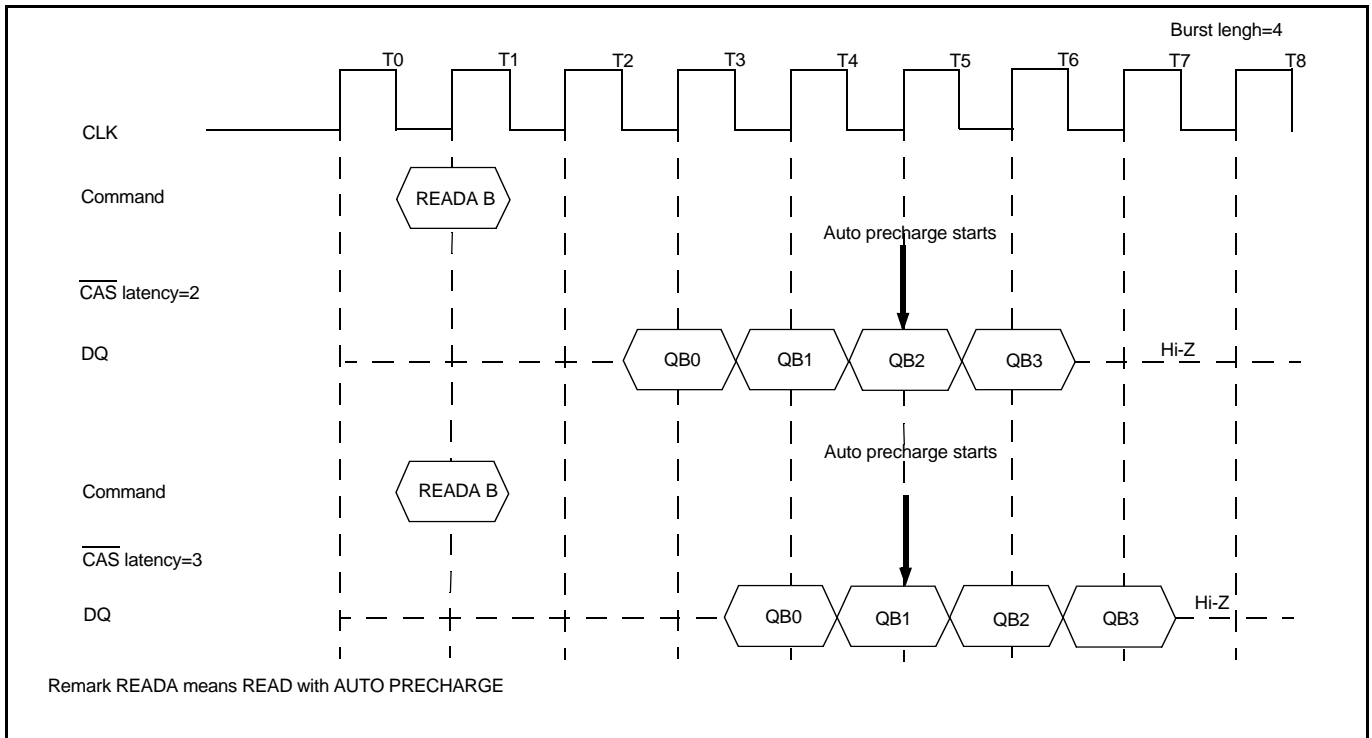 Burst lengh=4
T0 T1 T2 T3 T4 T5 T6 T7 T8
CLK
Command
READA B
Auto precharge starts
CAS latency=2
DQ
QB0 QB1 QB2 QB3 Hi-Z
Auto precharge starts
Command
READA B
CAS latency=3
DQ
QB0 QB1 QB2 QB3 Hi-Z
Remark READA means READ with AUTO PRECHARGE